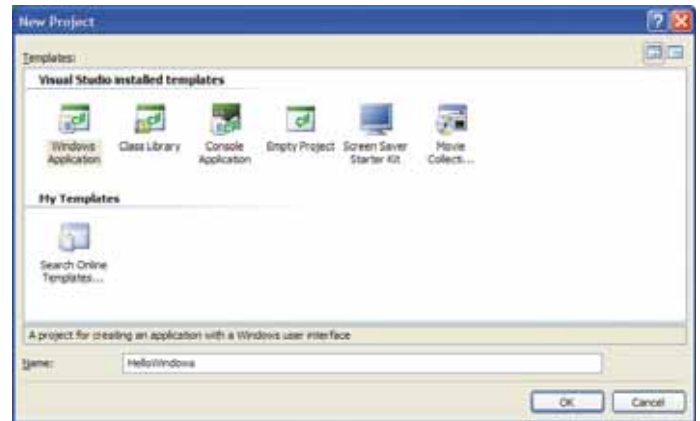 New Project
Templates:
Visual Studio installed templates
Windows Application
Class Library
Console Application
Empty Project
Screen Saver Starter Kit
Movie Collecti...
My Templates
Search Online Templates...
A project for creating an application with a Windows user interface
Name:
HelloWindows
OK
Cancel